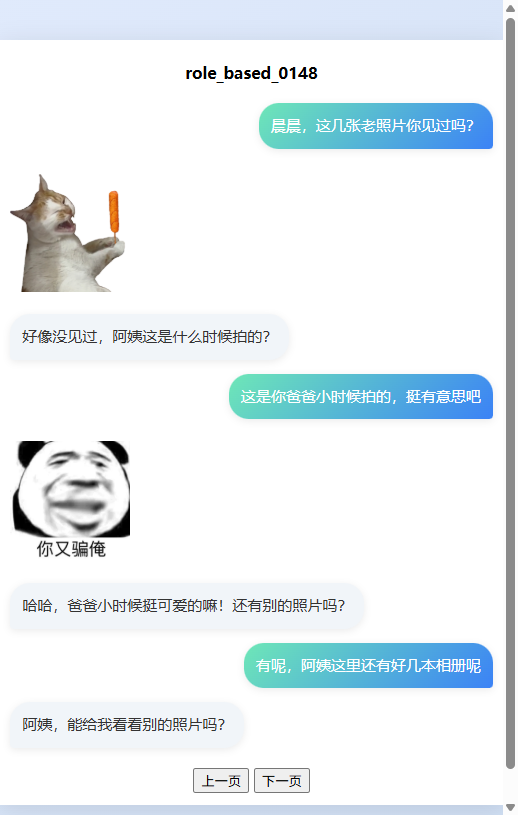 role_based_0148
晨晨，这几张老照片你见过吗？
好像没见过，阿姨这是什么时候拍的？
这是你爸爸小时候拍的，挺有意思吧
你又骗俺
哈哈，爸爸小时候挺可爱的嘛！还有别的照片吗？
有呢，阿姨这里还有好几本相册呢
阿姨，能给我看看别的照片吗？
上一页 下一页